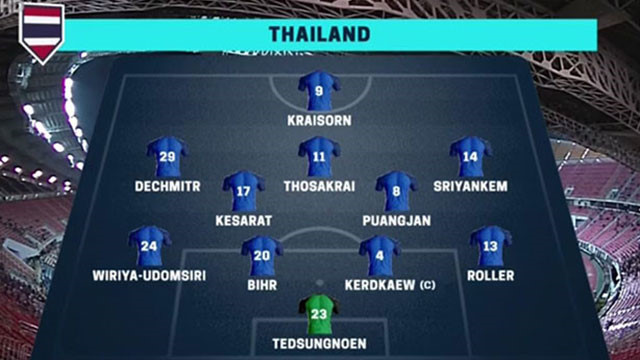 HD
THAILAND
9
KRAISORN
29
DECHMITR
11
THOSAKRAI
14
SRIYANKEM
17
KESARAT
8
PUANGJAN
24
WIRIYA-UDOMSIRI
20
BIHR
4
KERDKAEW (C)
13
ROLLER
23
TEDSUNGNOEN